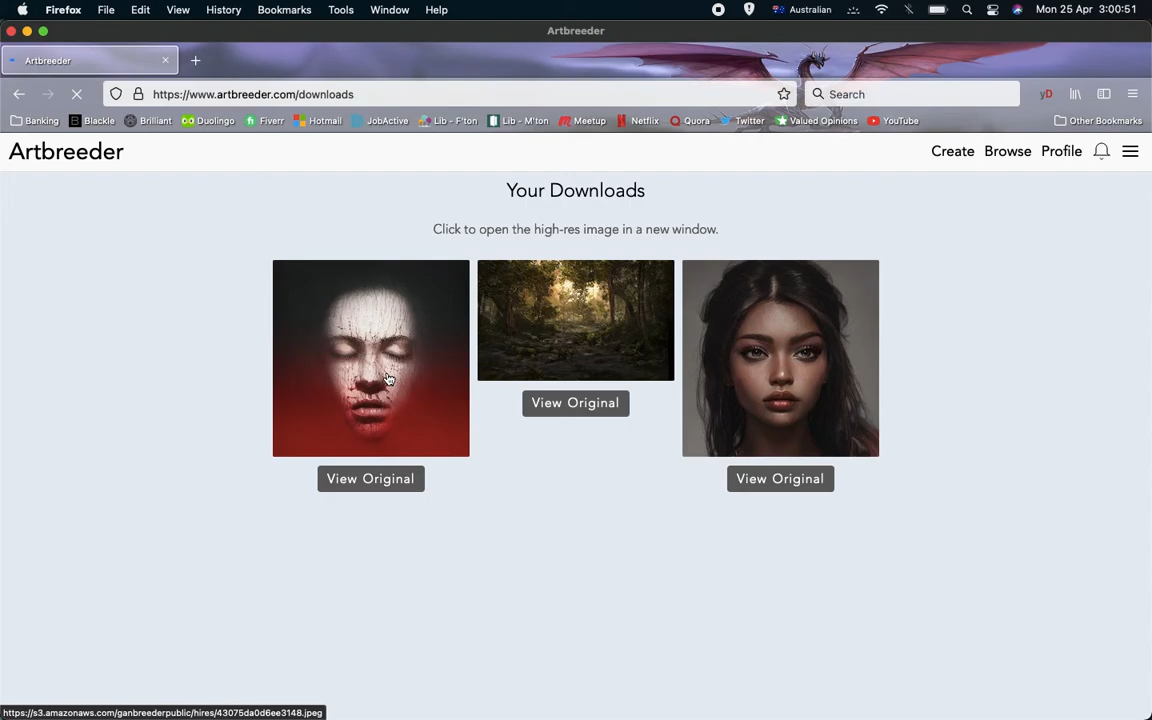 Firefox File Edit View History Bookmarks Tools Window Help Australian Mon 25 Apr 3:00:51
Artbreeder
Artbreeder
https://www.artbreeder.com/downloads Search yD
Banking Blackle Brilliant Duolingo Fiverr Hotmail JobActive Lib - F'ton Lib - M'ton Meetup Netflix Quora Twitter Valued Opinions YouTube Other Bookmarks
Artbreeder Create Browse Profile
Your Downloads
Click to open the high-res image in a new window.
View Original
View Original View Original
https://s3.amazonaws.com/ganbreederpublic/hires/43075da0d6ee3148.jpeg